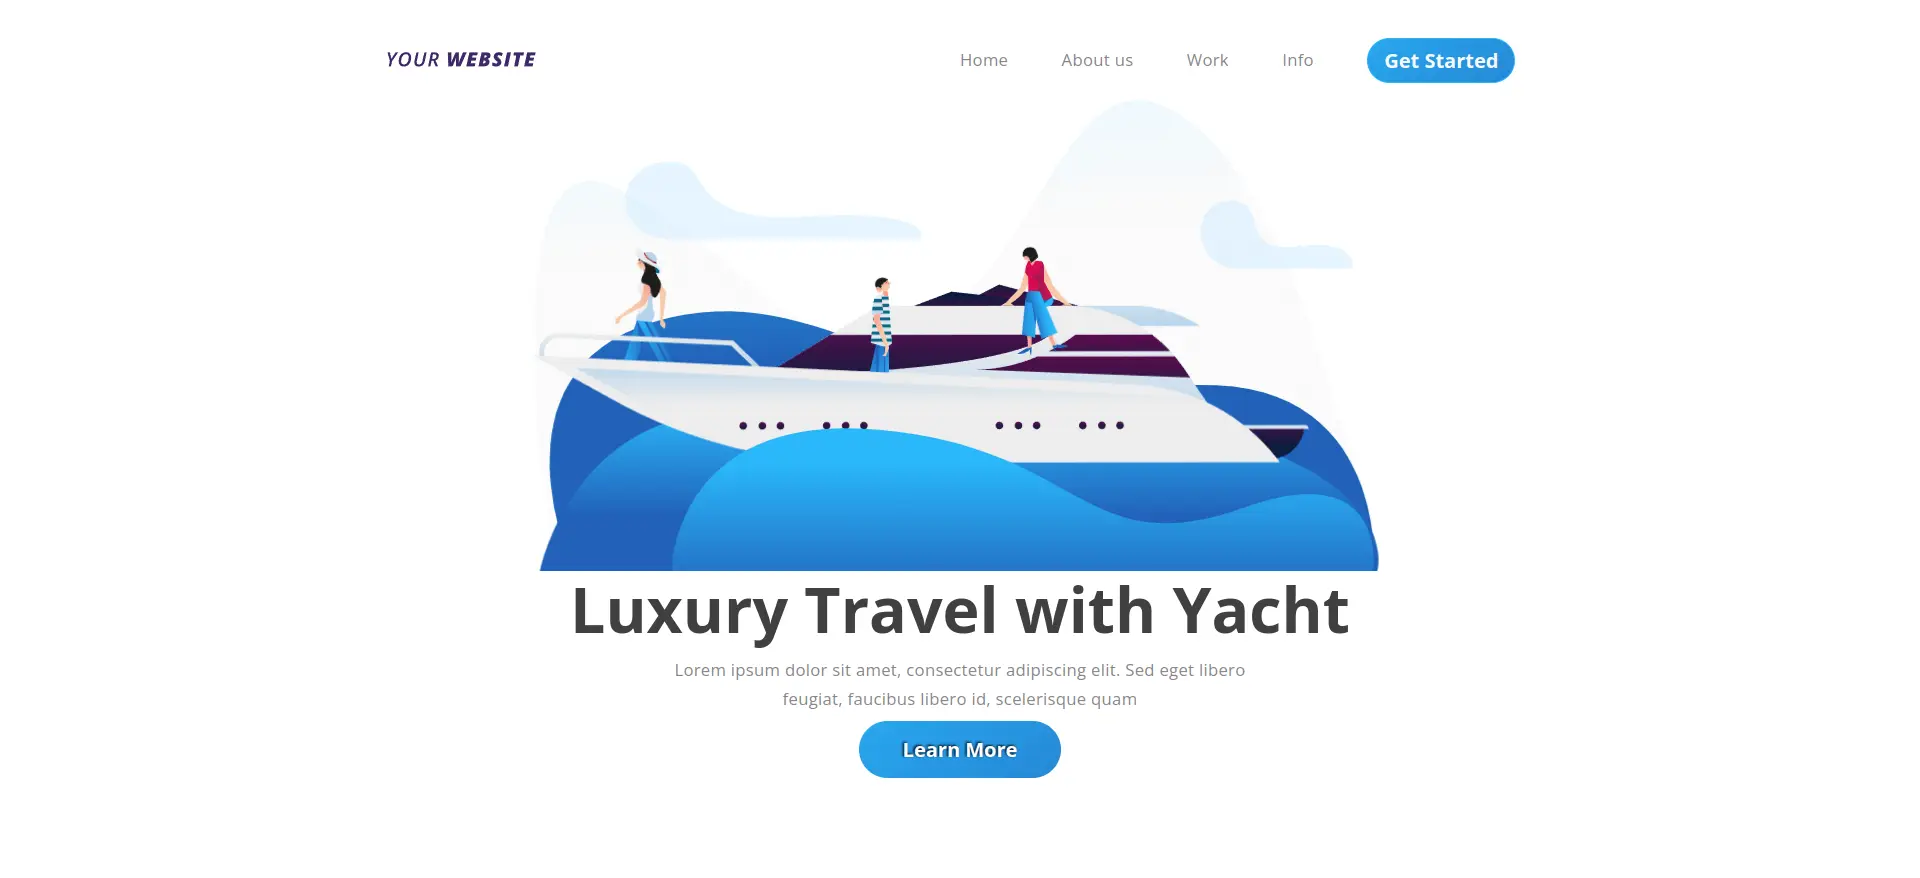 YOUR WEBSITE
Home
About us
Work
Info
Get Started
Luxury Travel with Yacht
Lorem ipsum dolor sit amet, consectetur adipiscing elit. Sed eget libero
feugiat, faucibus libero id, scelerisque quam
Learn More